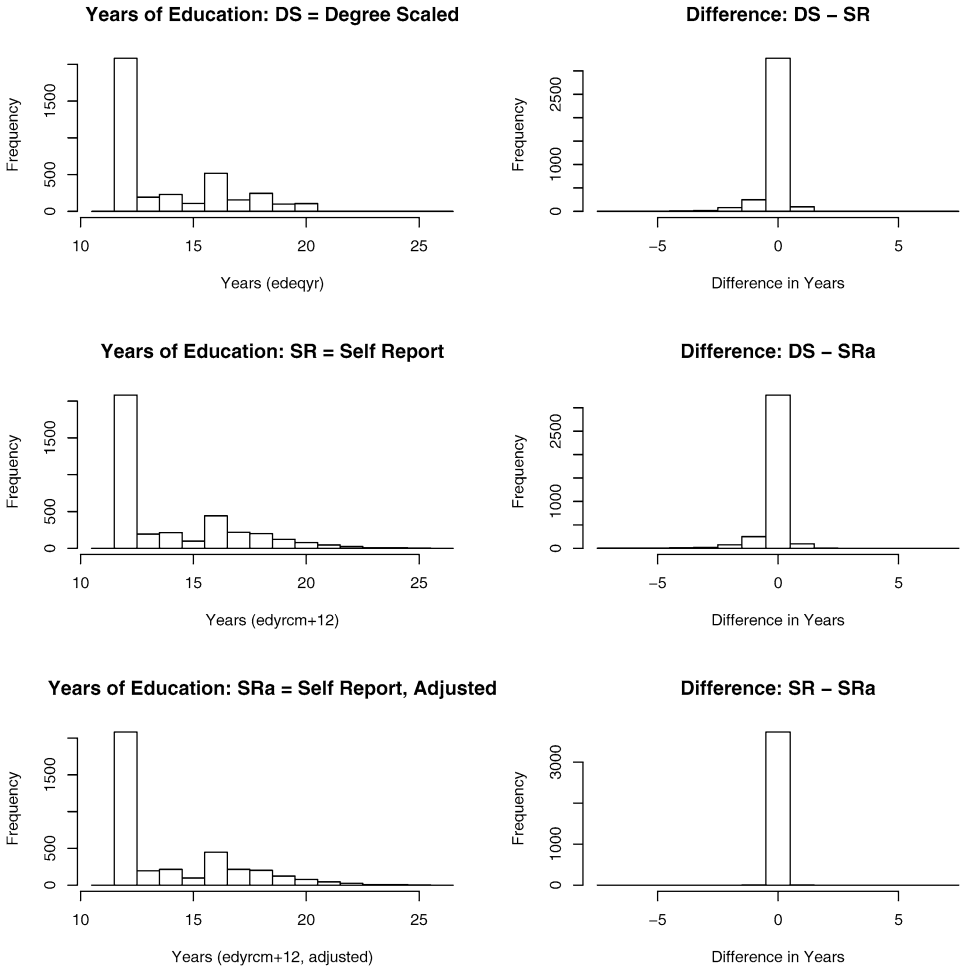 Years of Education: DS = Degree Scaled
Frequency
0
500
1500
10
15
20
25
Years (edeqyr)
Difference: DS − SR
Frequency
0
1000
2500
−5
0
5
Difference in Years
Years of Education: SR = Self Report
Frequency
0
500
1500
10
15
20
25
Years (edyrcm+12)
Difference: DS − SRa
Frequency
0
1000
2500
−5
0
5
Difference in Years
Years of Education: SRa = Self Report, Adjusted
Frequency
0
500
1500
10
15
20
25
Years (edyrcm+12, adjusted)
Difference: SR − SRa
Frequency
0
1000
3000
−5
0
5
Difference in Years